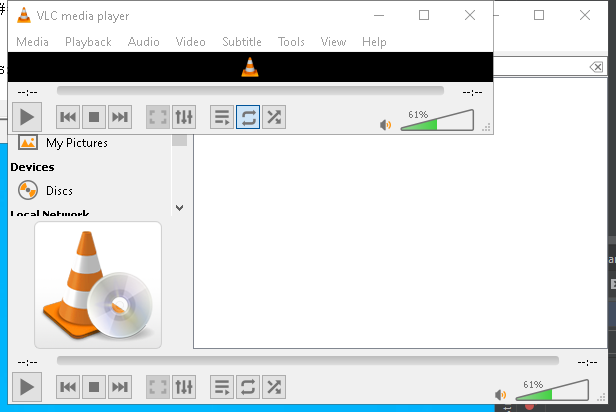 #
VLC media player
Media Playback Audio Video Subtitle Tools View Help
--:-- --:--
61%
My Pictures
Devices
Discs
Local Network
--:-- --:--
61%